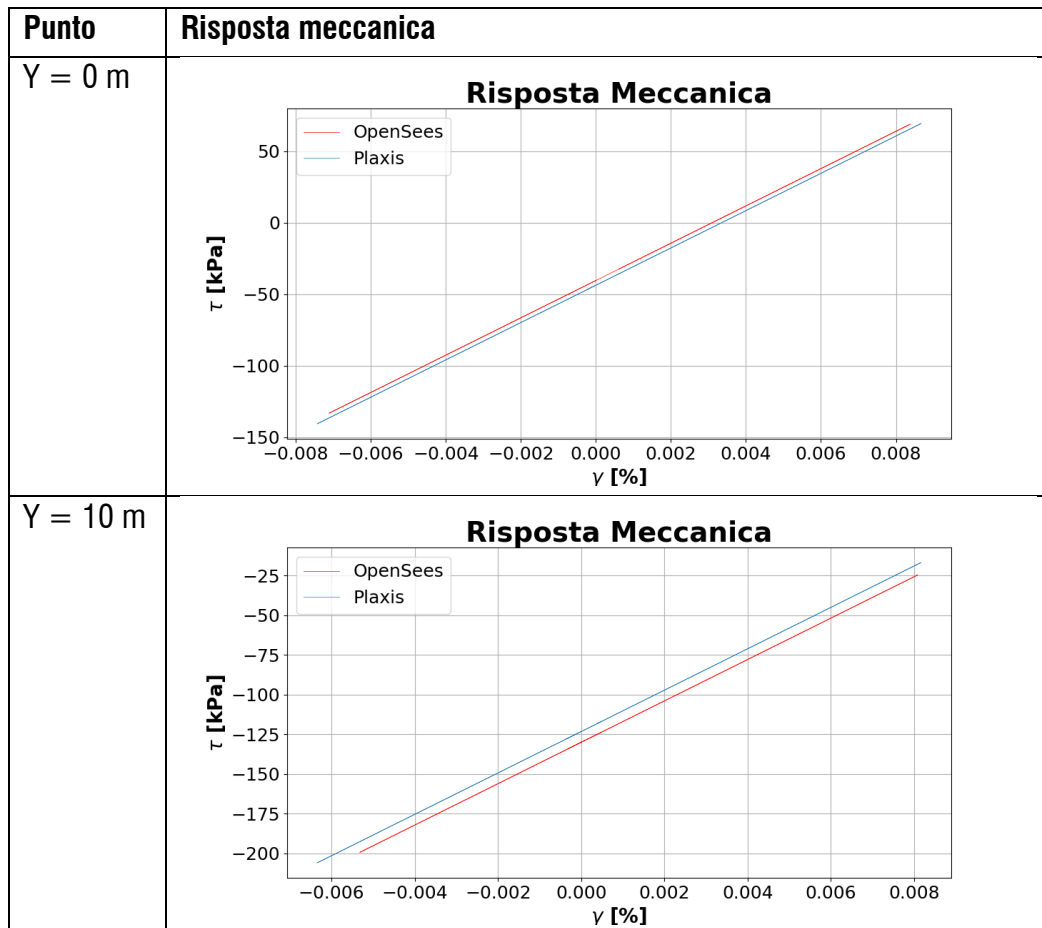 Punto Risposta meccanica
Y = 0 m
Risposta Meccanica
OpenSees
Plaxis
50
0
−50
−100
−150
τ [kPa]
−0.008 −0.006 −0.004 −0.002 0.000 0.002 0.004 0.006 0.008
γ [%]
Y = 10 m
Risposta Meccanica
OpenSees
Plaxis
−25
−50
−75
−100
−125
−150
−175
−200
τ [kPa]
−0.006 −0.004 −0.002 0.000 0.002 0.004 0.006 0.008
γ [%]